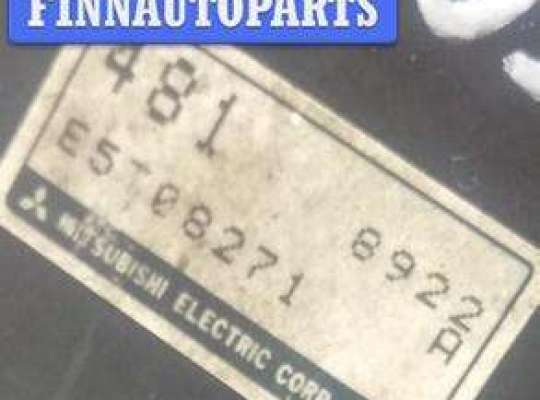 FINNAUTOPARTS
481
E5T08271
8922
A
MITSUBISHI ELECTRIC CORP